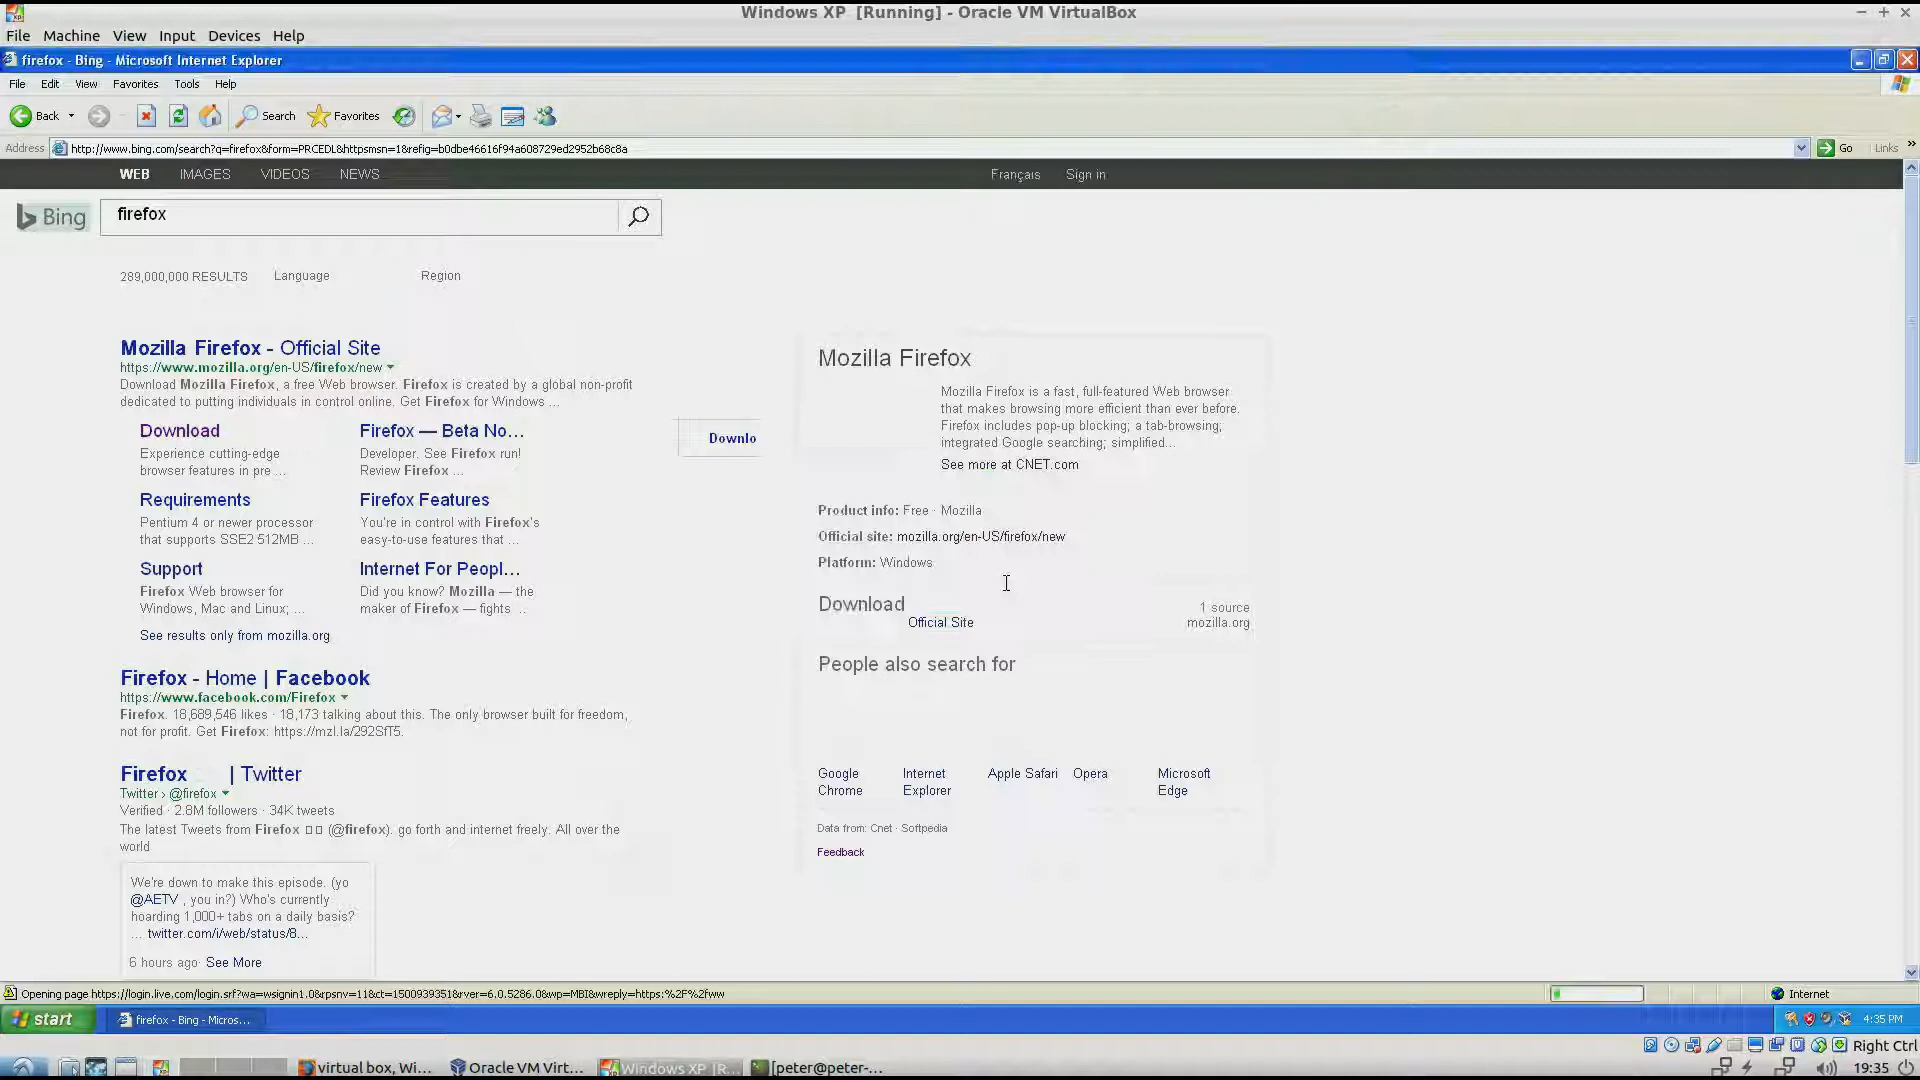 Windows XP [Running] - Oracle VM VirtualBox
File Machine View Input Devices Help
firefox - Bing - Microsoft Internet Explorer
File Edit View Favorites Tools Help
Back Search Favorites
Address http://www.bing.com/search?q=firefox&form=PRCEDL&httpsmsn=1&refig=b0dbe46616f94a608729ed2952b68c8a Go Links »
WEB IMAGES VIDEOS NEWS Français Sign in
Bing firefox
289,000,000 RESULTS Language Region
Mozilla Firefox - Official Site
https://www.mozilla.org/en-US/firefox/new
Download Mozilla Firefox, a free Web browser. Firefox is created by a global non-profit
dedicated to putting individuals in control online. Get Firefox for Windows ...
Download
Experience cutting-edge
browser features in pre ...
Firefox — Beta No...
Developer. See Firefox run!
Review Firefox ...
Downlo
Requirements
Pentium 4 or newer processor
that supports SSE2 512MB ...
Firefox Features
You're in control with Firefox's
easy-to-use features that ...
Support
Firefox Web browser for
Windows, Mac and Linux; ...
Internet For Peopl...
Did you know? Mozilla — the
maker of Firefox — fights ..
See results only from mozilla.org
Firefox - Home | Facebook
https://www.facebook.com/Firefox
Firefox. 18,689,546 likes · 18,173 talking about this. The only browser built for freedom,
not for profit. Get Firefox: https://mzl.la/292SfT5.
Firefox | Twitter
Twitter › @firefox
Verified · 2.8M followers · 34K tweets
The latest Tweets from Firefox (@firefox). go forth and internet freely. All over the
world
We're down to make this episode. (yo
@AETV , you in?) Who's currently
hoarding 1,000+ tabs on a daily basis?
... twitter.com/i/web/status/8...
6 hours ago· See More
Mozilla Firefox
Mozilla Firefox is a fast, full-featured Web browser
that makes browsing more efficient than ever before.
Firefox includes pop-up blocking; a tab-browsing;
integrated Google searching; simplified...
See more at CNET.com
Product info: Free · Mozilla
Official site: mozilla.org/en-US/firefox/new
Platform: Windows
Download 1 source
Official Site mozilla.org
People also search for
Google Chrome
Internet Explorer
Apple Safari
Opera
Microsoft Edge
Data from: Cnet · Softpedia
Feedback
Opening page https://login.live.com/login.srf?wa=wsignin1.0&rpsnv=11&ct=1500939351&rver=6.0.5286.0&wp=MBI&wreply=https:%2F%2fww Internet
start firefox - Bing - Micros... 4:35 PM
Right Ctrl
virtual box, Wi... Oracle VM Virt... Windows XP [R... [peter@peter-... 19:35